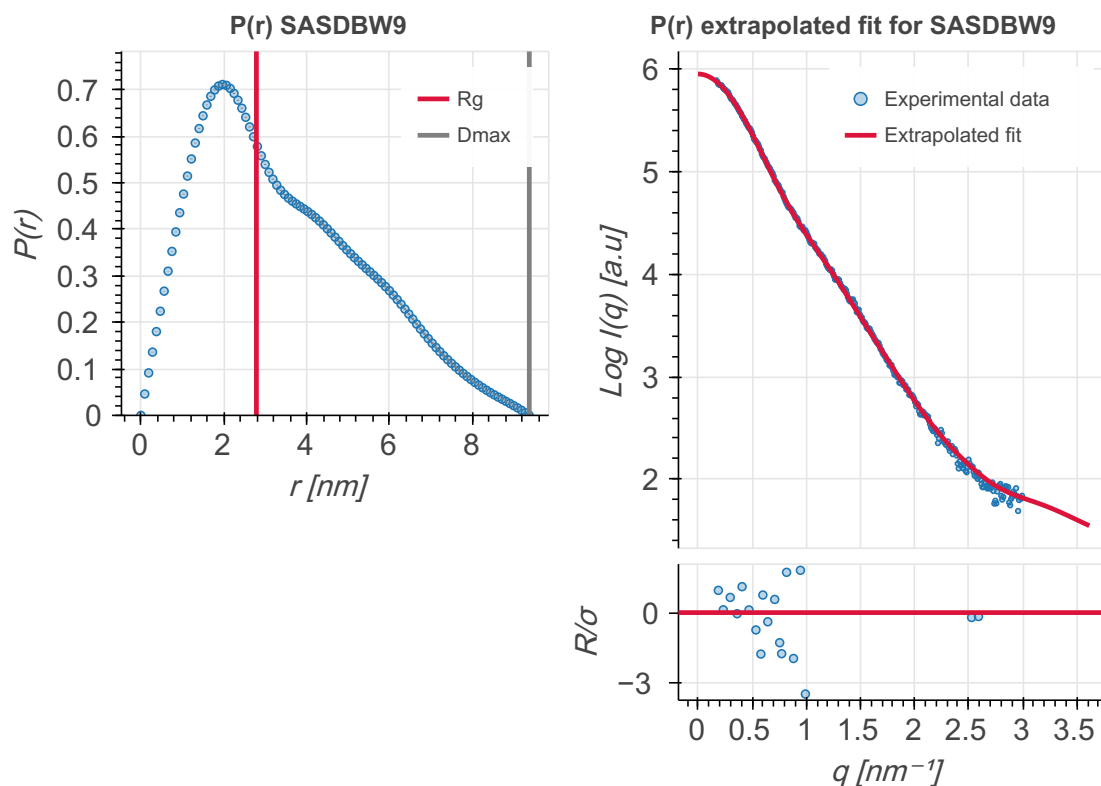 P(r) SASDBW9
P(r)
0.7
0.6
0.5
0.4
0.3
0.2
0.1
0
0
2
4
6
8
r [nm]
Rg
Dmax
P(r) extrapolated fit for SASDBW9
Log I(q) [a.u]
6
5
4
3
2
Experimental data
Extrapolated fit
R/σ
0
−3
0
0.5
1
1.5
2
2.5
3
3.5
q [nm⁻¹]